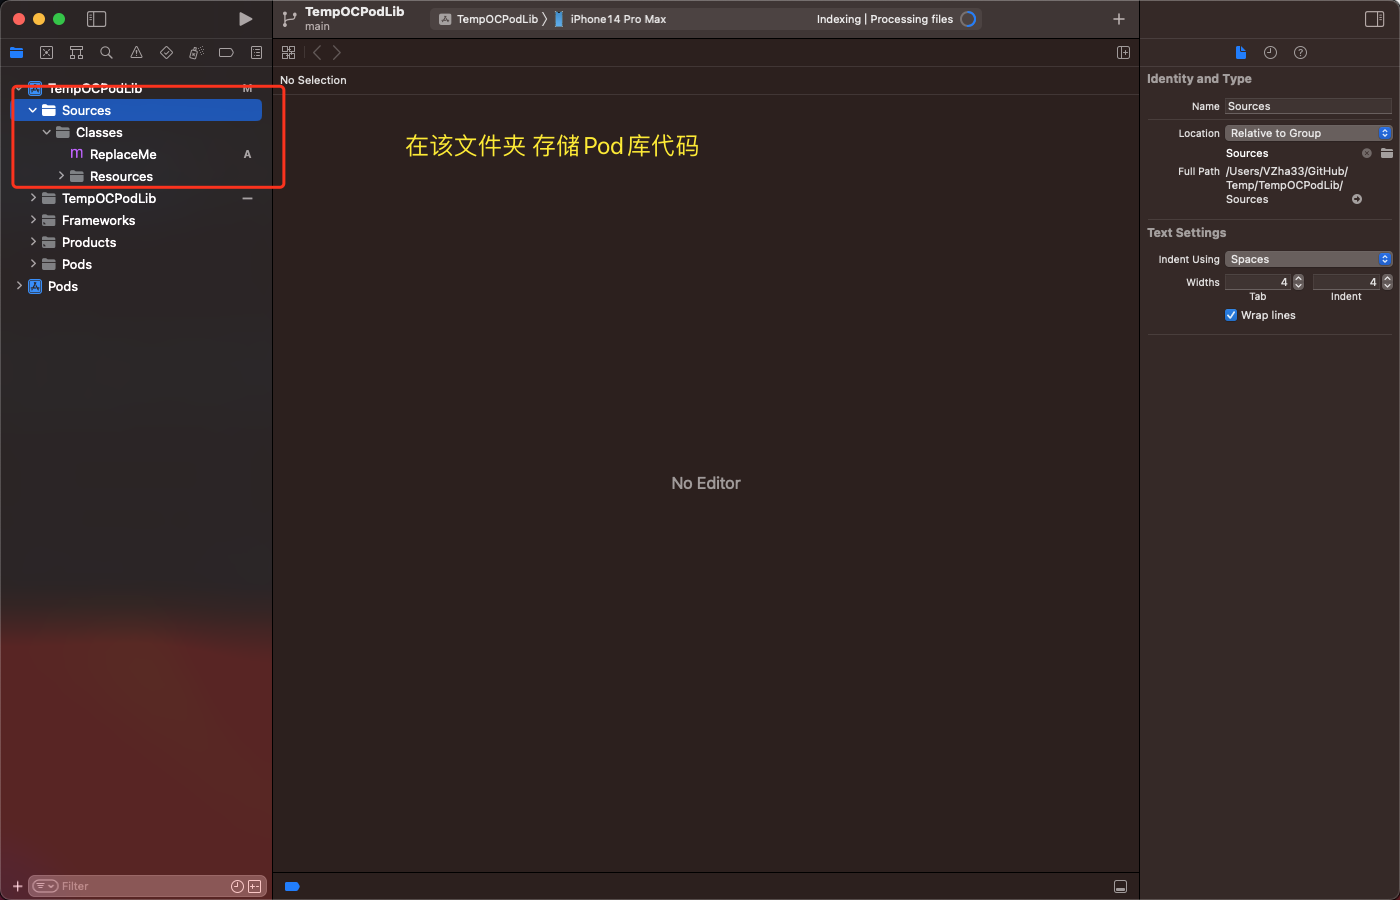 TempOCPodLib
main
TempOCPodLib
iPhone14 Pro Max
Indexing | Processing files
TempOCPodLib
M
Sources
Classes
ReplaceMe
A
Resources
TempOCPodLib
Frameworks
Products
Pods
Pods
Filter
No Selection
在该文件夹 存储Pod库代码
No Editor
Identity and Type
Name
Sources
Location
Relative to Group
Sources
Full Path
/Users/VZha33/GitHub/
Temp/TempOCPodLib/
Sources
Text Settings
Indent Using
Spaces
Widths
4
4
Tab
Indent
Wrap lines